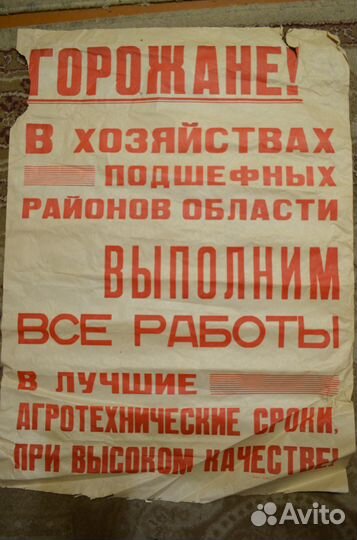 ГОРОЖАНЕ!
В ХОЗЯЙСТВАХ
ПОДШЕФНЫХ
РАЙОНОВ ОБЛАСТИ
ВЫПОЛНИМ
ВСЕ РАБОТЫ
В ЛУЧШИЕ
АГРОТЕХНИЧЕСКИЕ СРОКИ,
ПРИ ВЫСОКОМ КАЧЕСТВЕ!
Avito